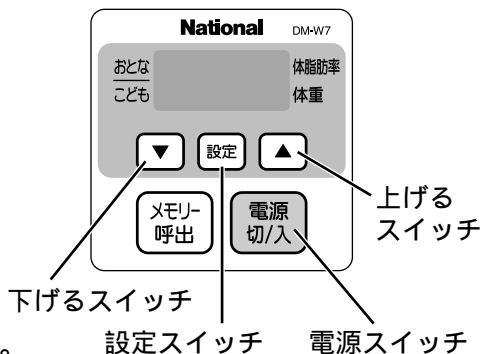 National DM-W7
おとな 体脂肪率
こども 体重
▼ 設定 ▲
メモリー 電源
呼出 切/入
上げる
スイッチ
下げるスイッチ
。 設定スイッチ 電源スイッチ